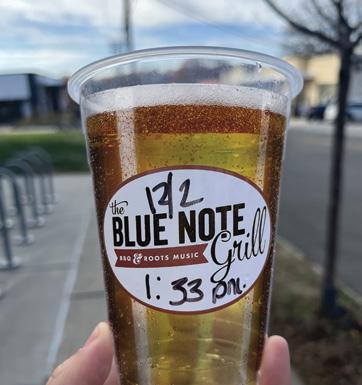 12/2
the
BLUE NOTE
BBQ & ROOTS MUSIC
Grill
1:33 pm.